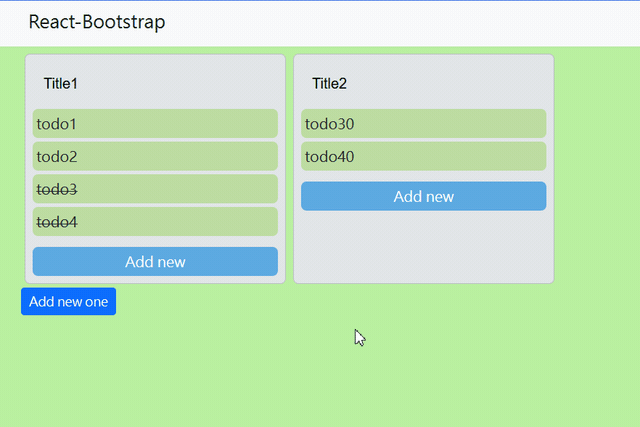 React-Bootstrap
Title1
todo1
todo2
todo3
todo4
Add new
Title2
todo30
todo40
Add new
Add new one